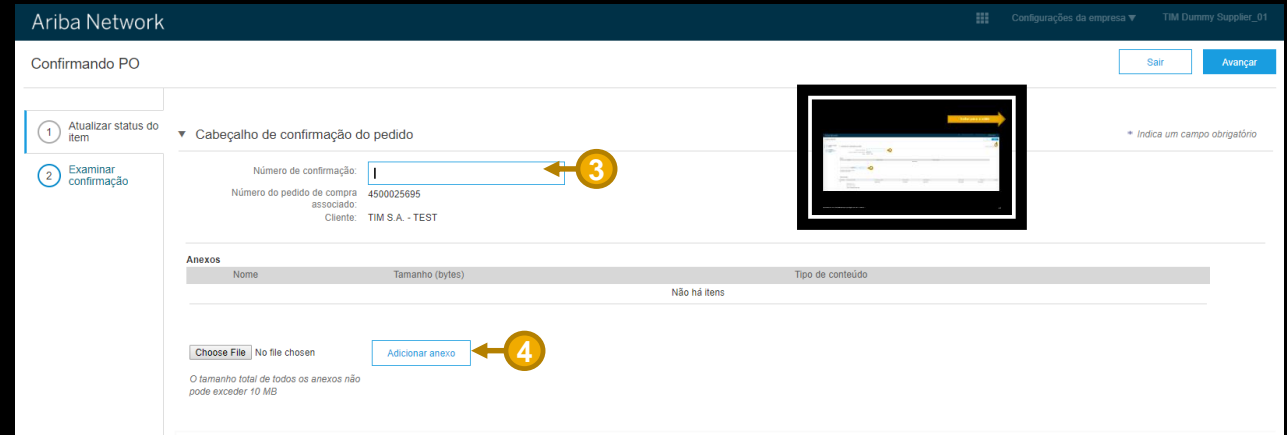 Ariba Network
Configurações da empresa ▼
TIM Dummy Supplier_01
Confirmando PO
Sair
Avançar
1
Atualizar status do
item
2
Examinar
confirmação
▼ Cabeçalho de confirmação do pedido
* Indica um campo obrigatório
Número de confirmação:
3
Número do pedido de compra
associado:
4500025695
Cliente: TIM S.A. - TEST
Anexos
Nome Tamanho (bytes) Tipo de conteúdo
Não há itens
Choose File No file chosen
Adicionar anexo
4
O tamanho total de todos os anexos não
pode exceder 10 MB